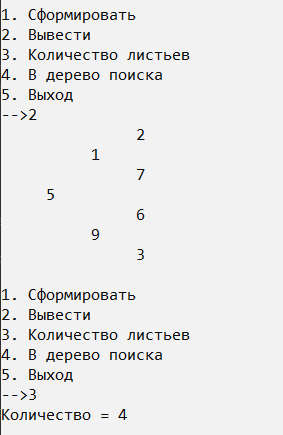 1. Сформировать
2. Вывести
3. Количество листьев
4. В дерево поиска
5. Выход
-->2
2
1
7
5
6
9
3
1. Сформировать
2. Вывести
3. Количество листьев
4. В дерево поиска
5. Выход
-->3
Количество = 4